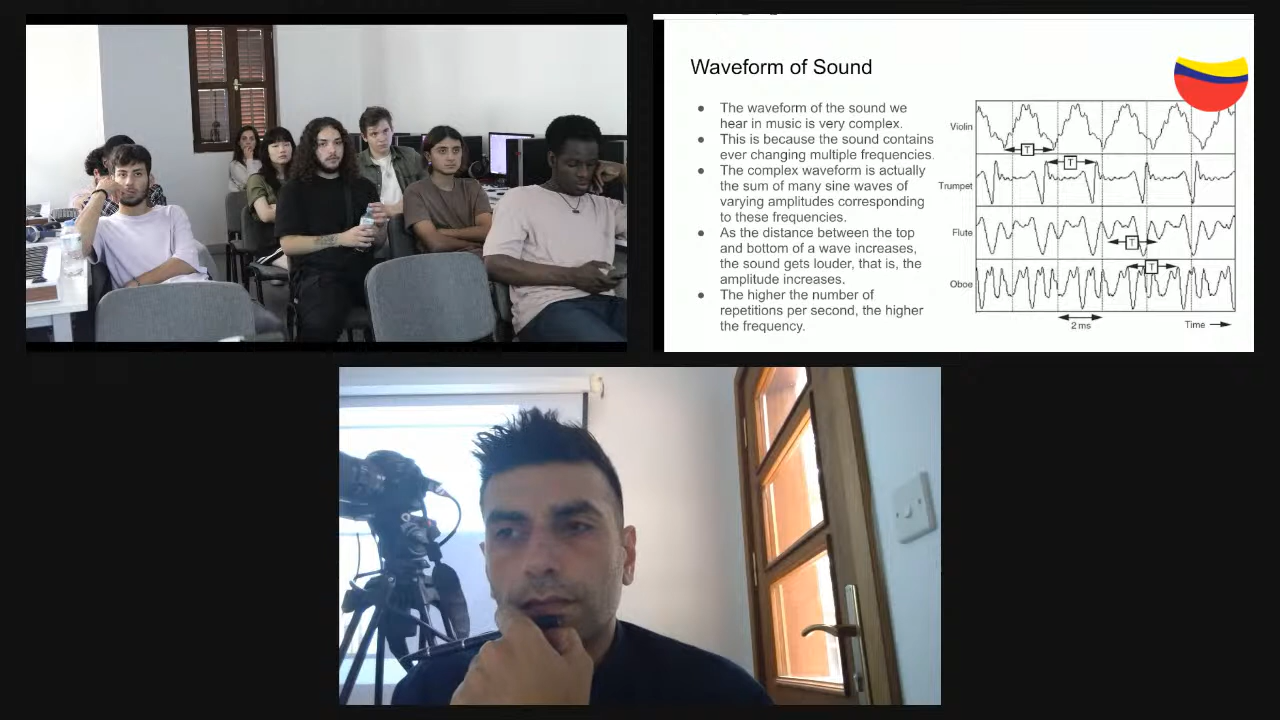 Waveform of Sound
● The waveform of the sound we
hear in music is very complex.
● This is because the sound contains
ever changing multiple frequencies.
● The complex waveform is actually
the sum of many sine waves of
varying amplitudes corresponding
to these frequencies.
● As the distance between the top
and bottom of a wave increases,
the sound gets louder, that is, the
amplitude increases.
● The higher the number of
repetitions per second, the higher
the frequency.
Violin
T
Trumpet
T
Flute
T
Oboe
T
2 ms
Time